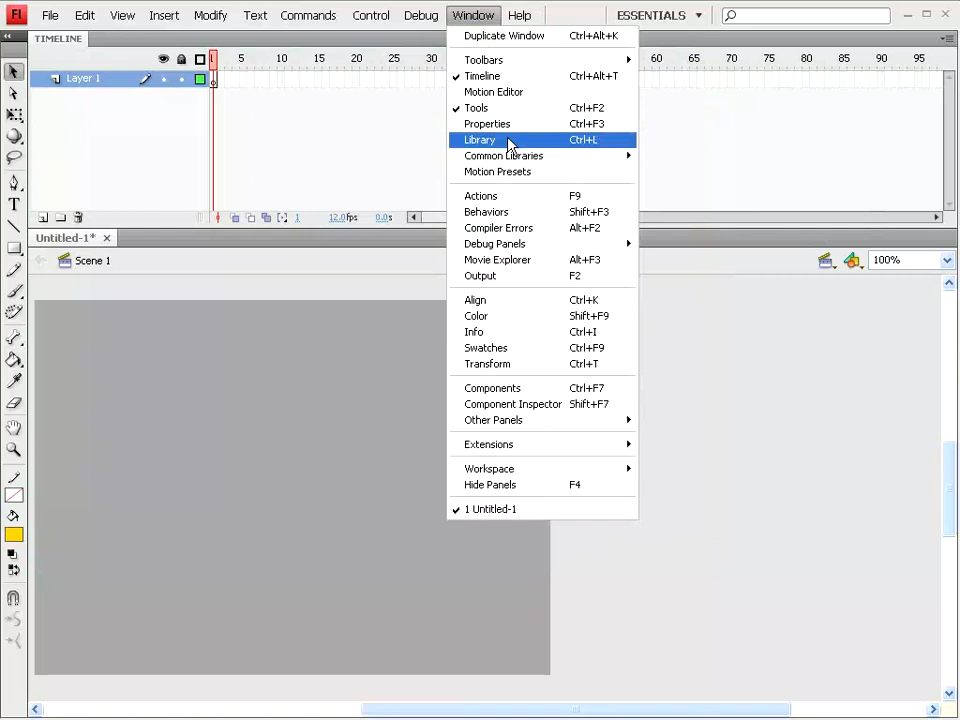 Fl File Edit View Insert Modify Text Commands Control Debug Window Help ESSENTIALS
TIMELINE
1 5 10 15 20 25 30 60 65 70 75 80 85 90 95
Layer 1
1 12.0fps 0.0s
Untitled-1*
Scene 1
100%
Duplicate Window Ctrl+Alt+K
Toolbars
Timeline Ctrl+Alt+T
Motion Editor
Tools Ctrl+F2
Properties Ctrl+F3
Library Ctrl+L
Common Libraries
Motion Presets
Actions F9
Behaviors Shift+F3
Compiler Errors Alt+F2
Debug Panels
Movie Explorer Alt+F3
Output F2
Align Ctrl+K
Color Shift+F9
Info Ctrl+I
Swatches Ctrl+F9
Transform Ctrl+T
Components Ctrl+F7
Component Inspector Shift+F7
Other Panels
Extensions
Workspace
Hide Panels F4
1 Untitled-1
T